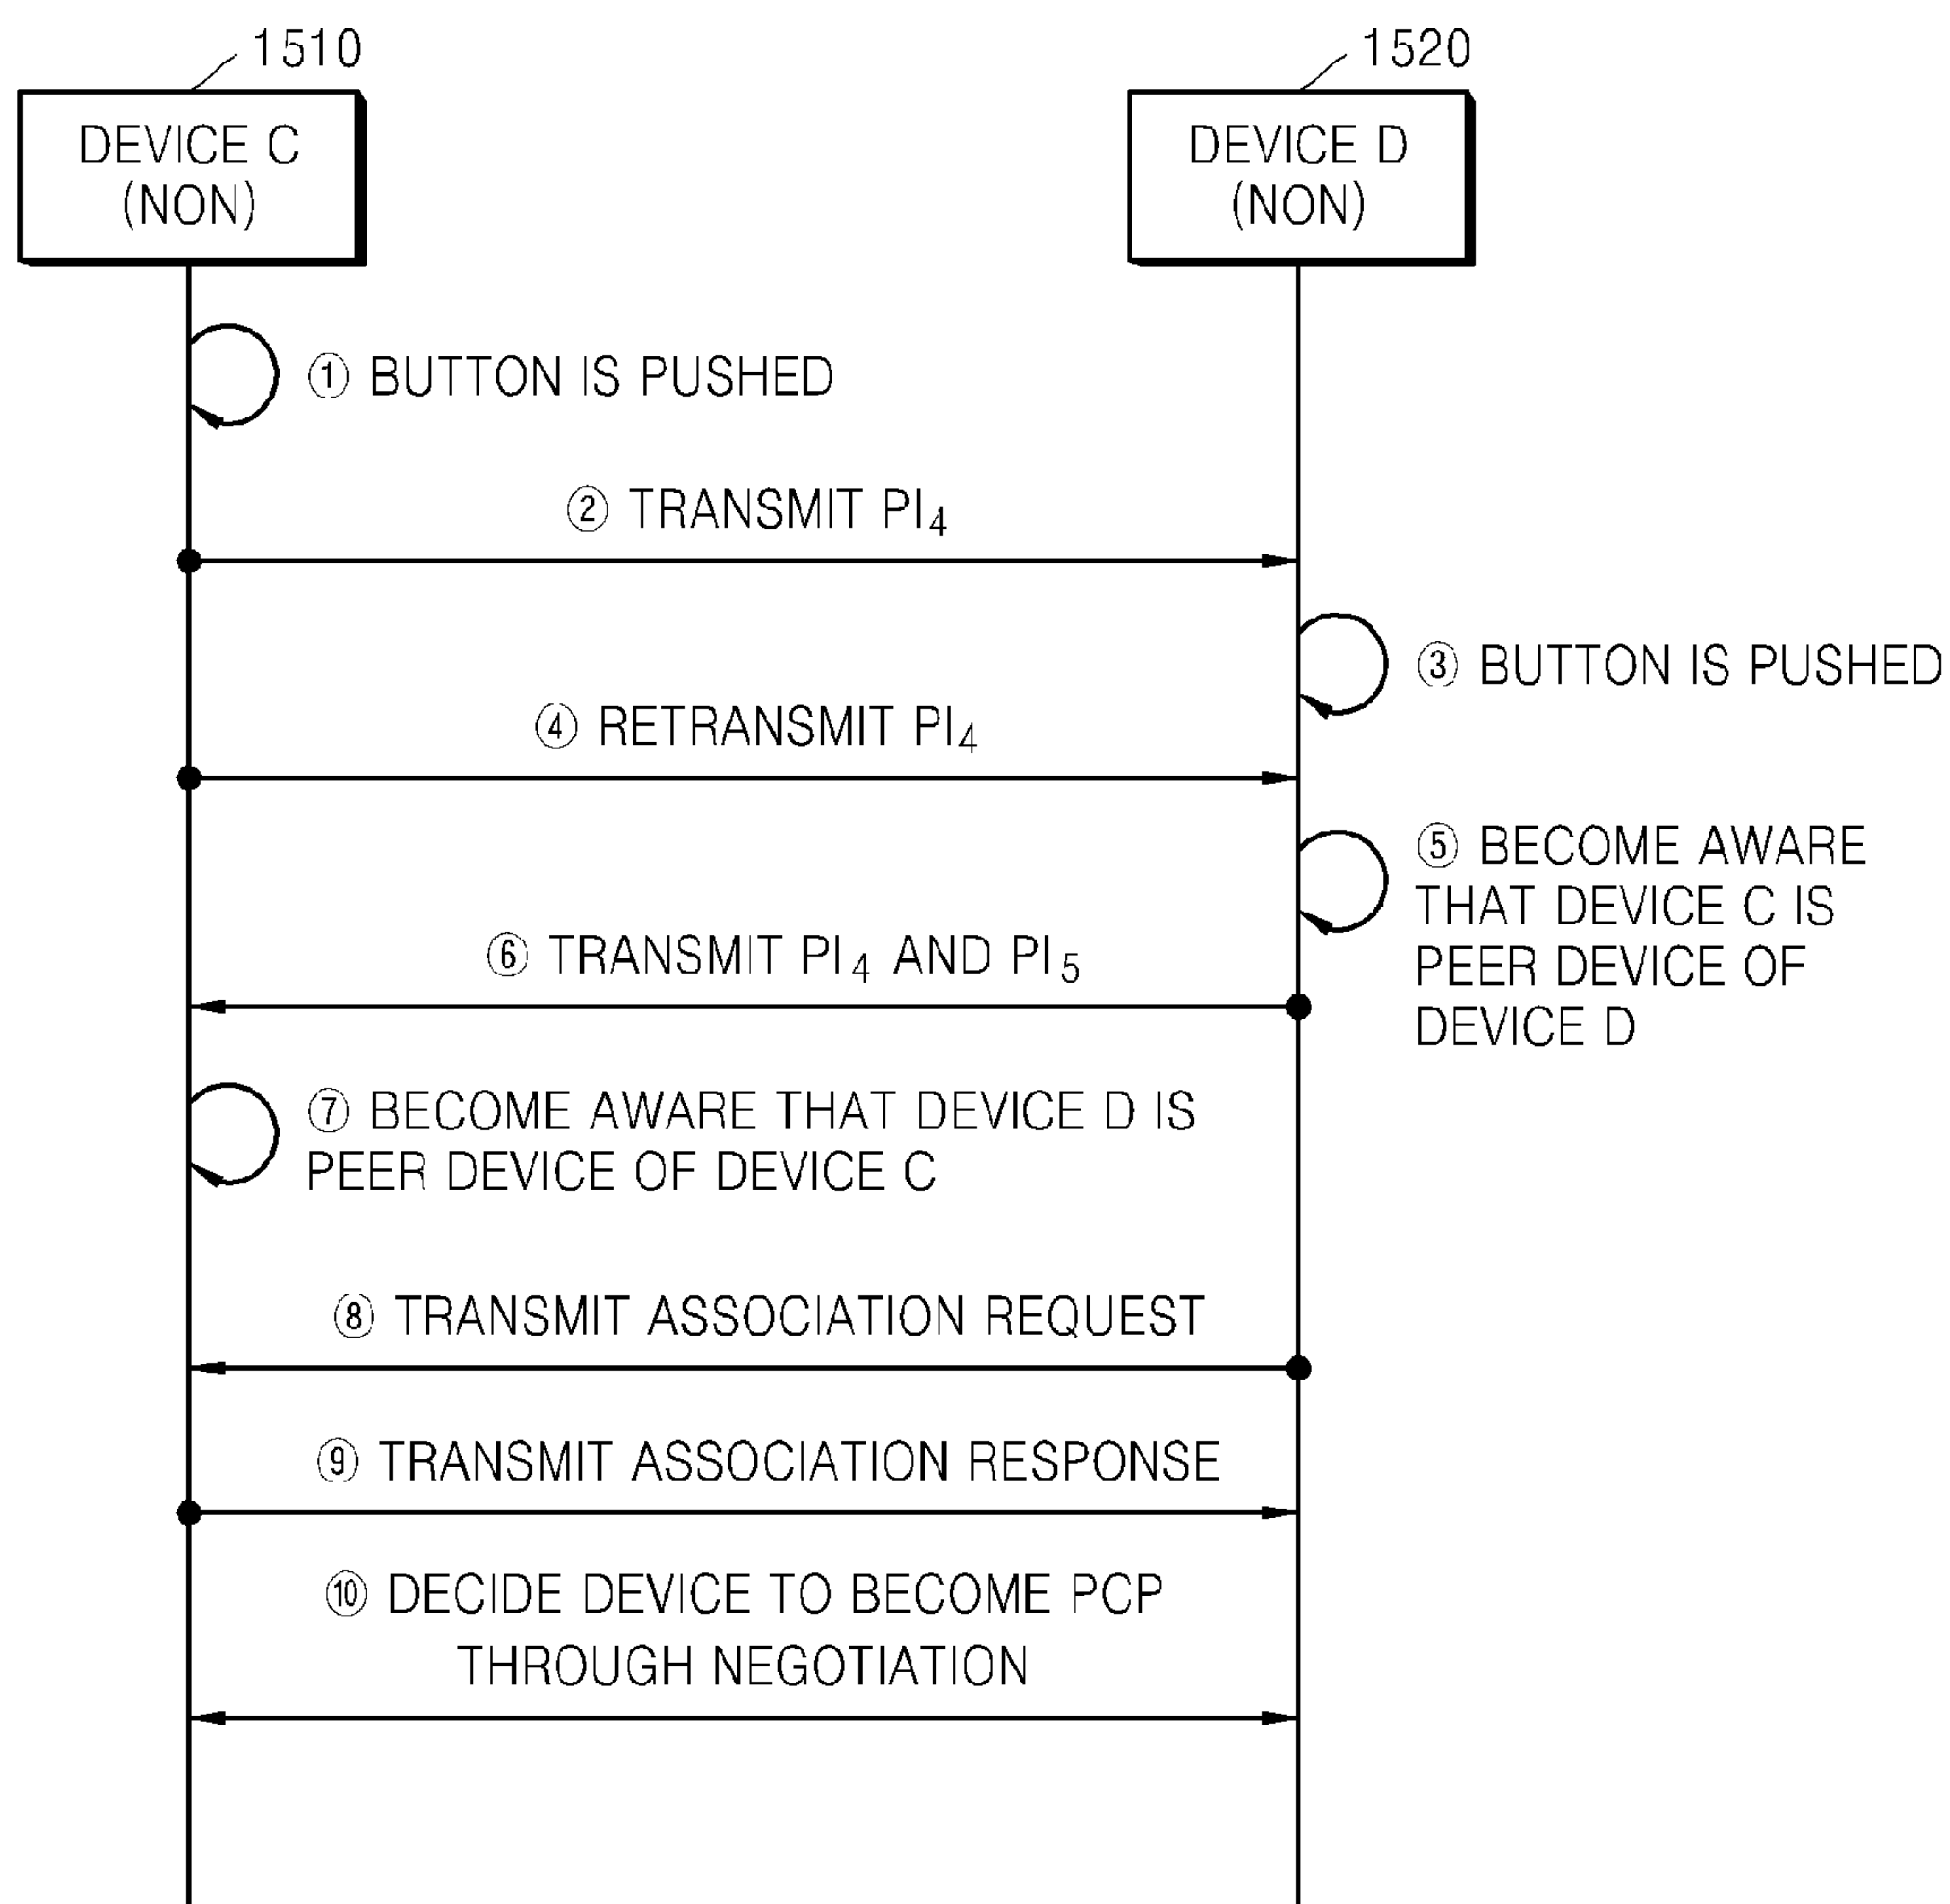 1510
1520
DEVICE C
(NON)
DEVICE D
(NON)
① BUTTON IS PUSHED
② TRANSMIT PI₄
③ BUTTON IS PUSHED
④ RETRANSMIT PI₄
⑤ BECOME AWARE
THAT DEVICE C IS
PEER DEVICE OF
DEVICE D
⑥ TRANSMIT PI₄ AND PI₅
⑦ BECOME AWARE THAT DEVICE D IS
PEER DEVICE OF DEVICE C
⑧ TRANSMIT ASSOCIATION REQUEST
⑨ TRANSMIT ASSOCIATION RESPONSE
⑩ DECIDE DEVICE TO BECOME PCP
THROUGH NEGOTIATION